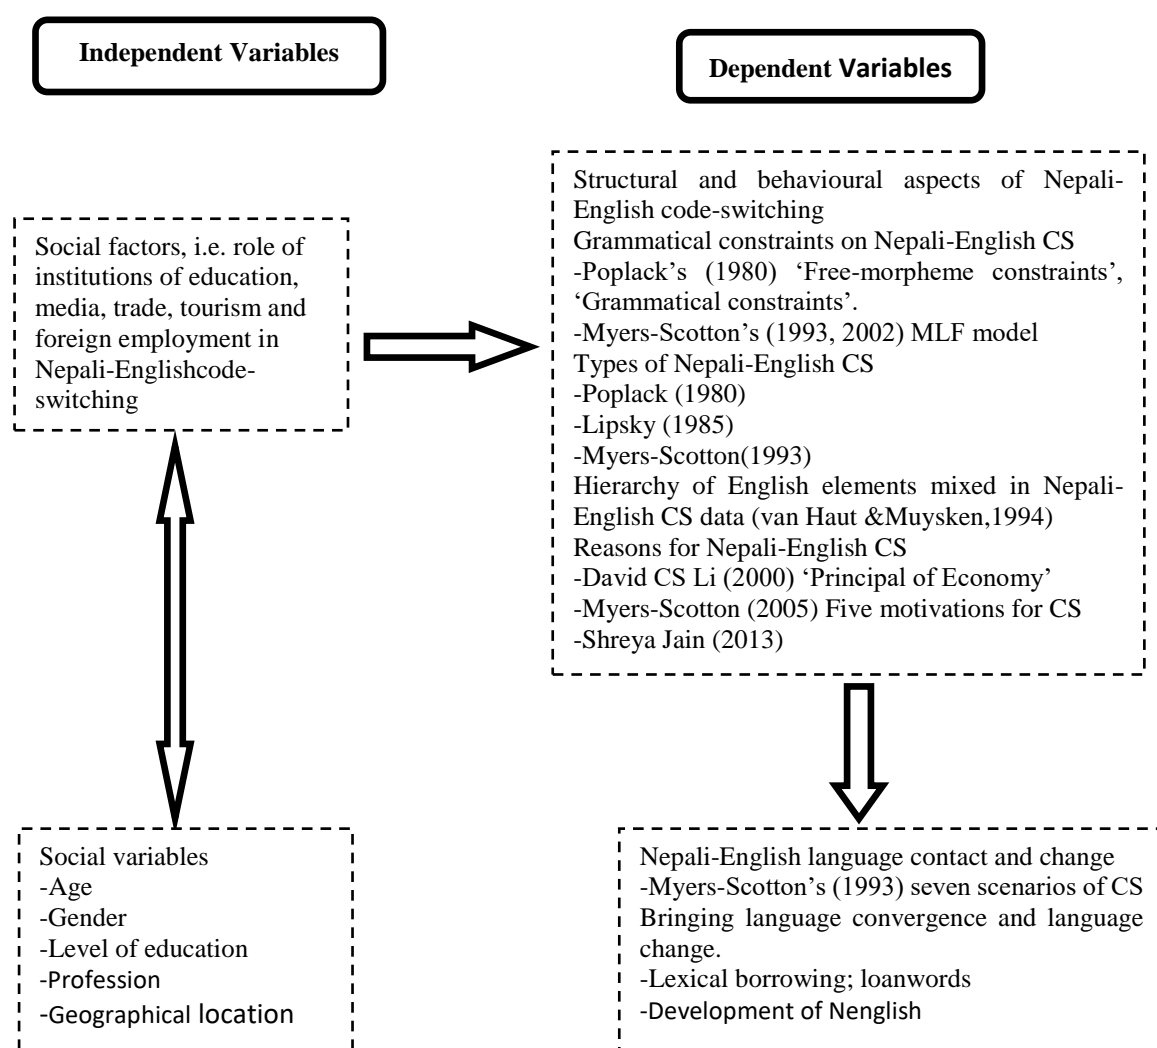 Independent Variables
Dependent Variables
Social factors, i.e. role of
institutions of education,
media, trade, tourism and
foreign employment in
Nepali-Englishcode-
switching
Structural and behavioural aspects of Nepali-
English code-switching
Grammatical constraints on Nepali-English CS
-Poplack’s (1980) ‘Free-morpheme constraints’,
‘Grammatical constraints’.
-Myers-Scotton’s (1993, 2002) MLF model
Types of Nepali-English CS
-Poplack (1980)
-Lipsky (1985)
-Myers-Scotton(1993)
Hierarchy of English elements mixed in Nepali-
English CS data (van Haut &Muysken,1994)
Reasons for Nepali-English CS
-David CS Li (2000) ‘Principal of Economy’
-Myers-Scotton (2005) Five motivations for CS
-Shreya Jain (2013)
Social variables
-Age
-Gender
-Level of education
-Profession
-Geographical location
Nepali-English language contact and change
-Myers-Scotton’s (1993) seven scenarios of CS
Bringing language convergence and language
change.
-Lexical borrowing; loanwords
-Development of Nenglish